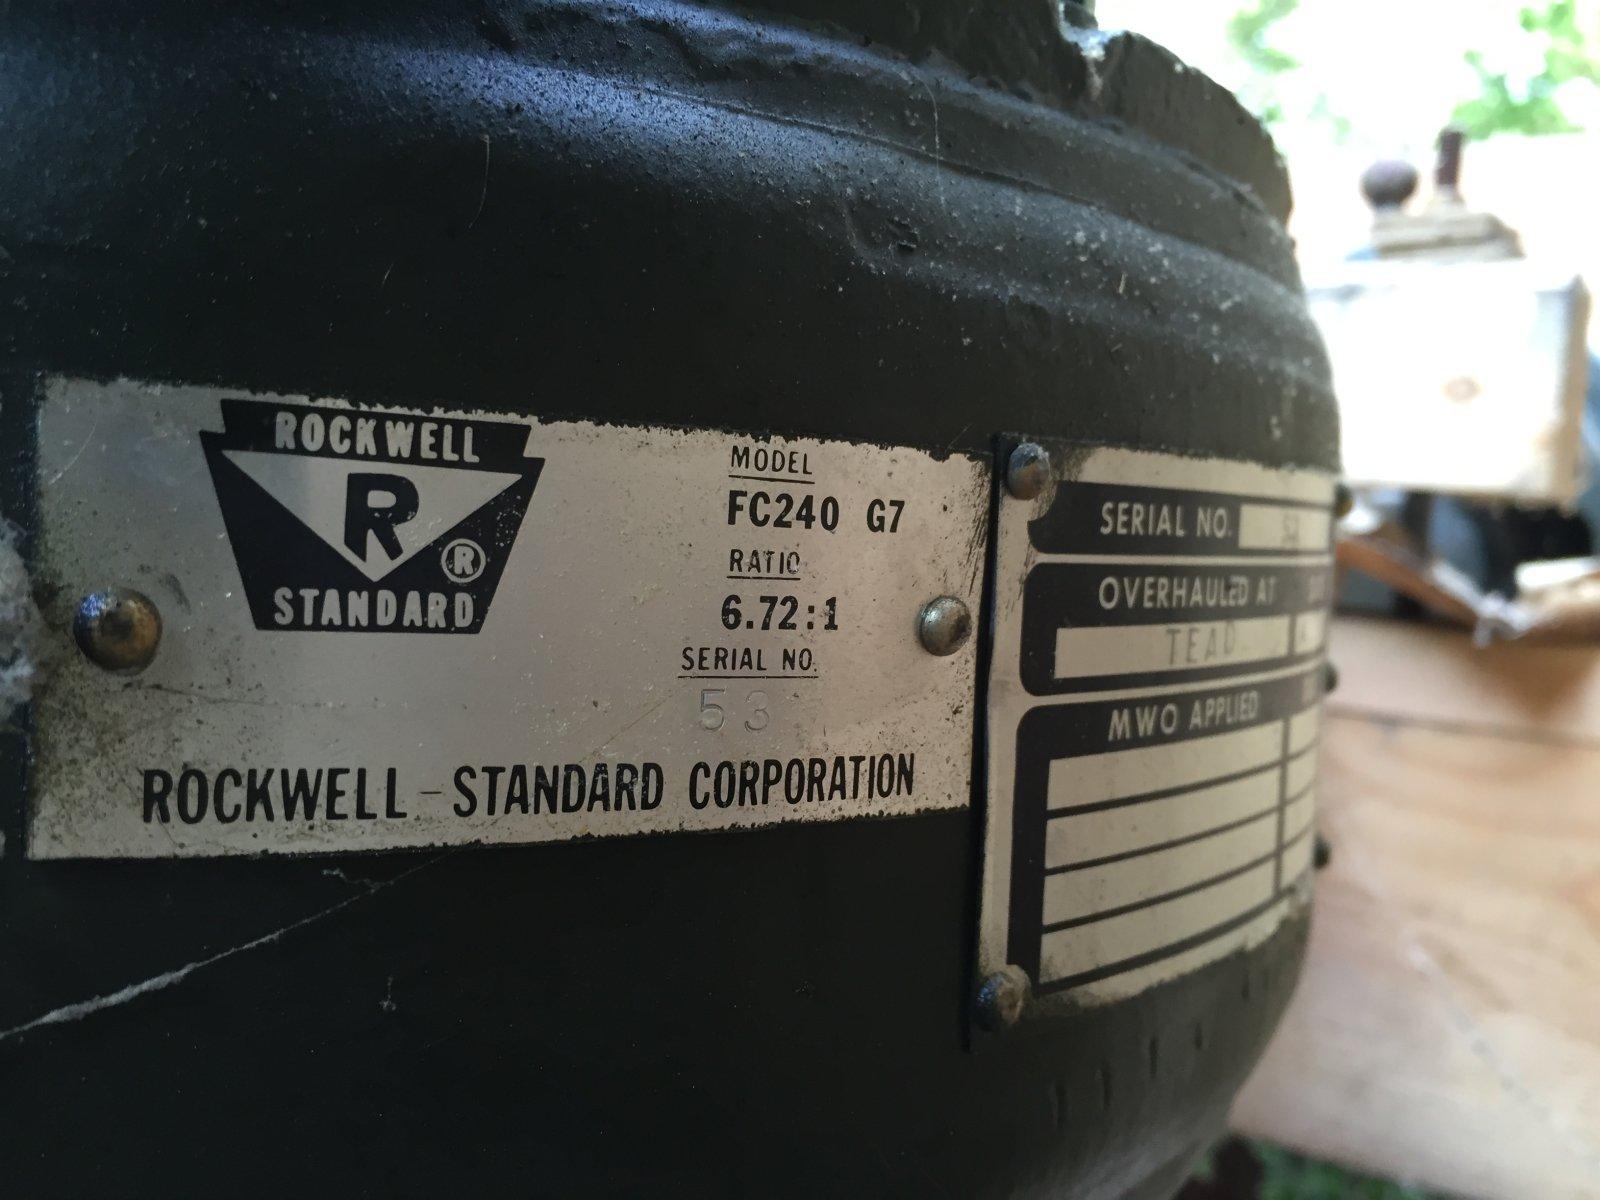 ROCKWELL
R
®
STANDARD
MODEL
FC240 G7
RATIO
6.72:1
SERIAL NO.
53
ROCKWELL-STANDARD CORPORATION
SERIAL NO. 53
OVERHAULED AT
TEAD
MWO APPLIED